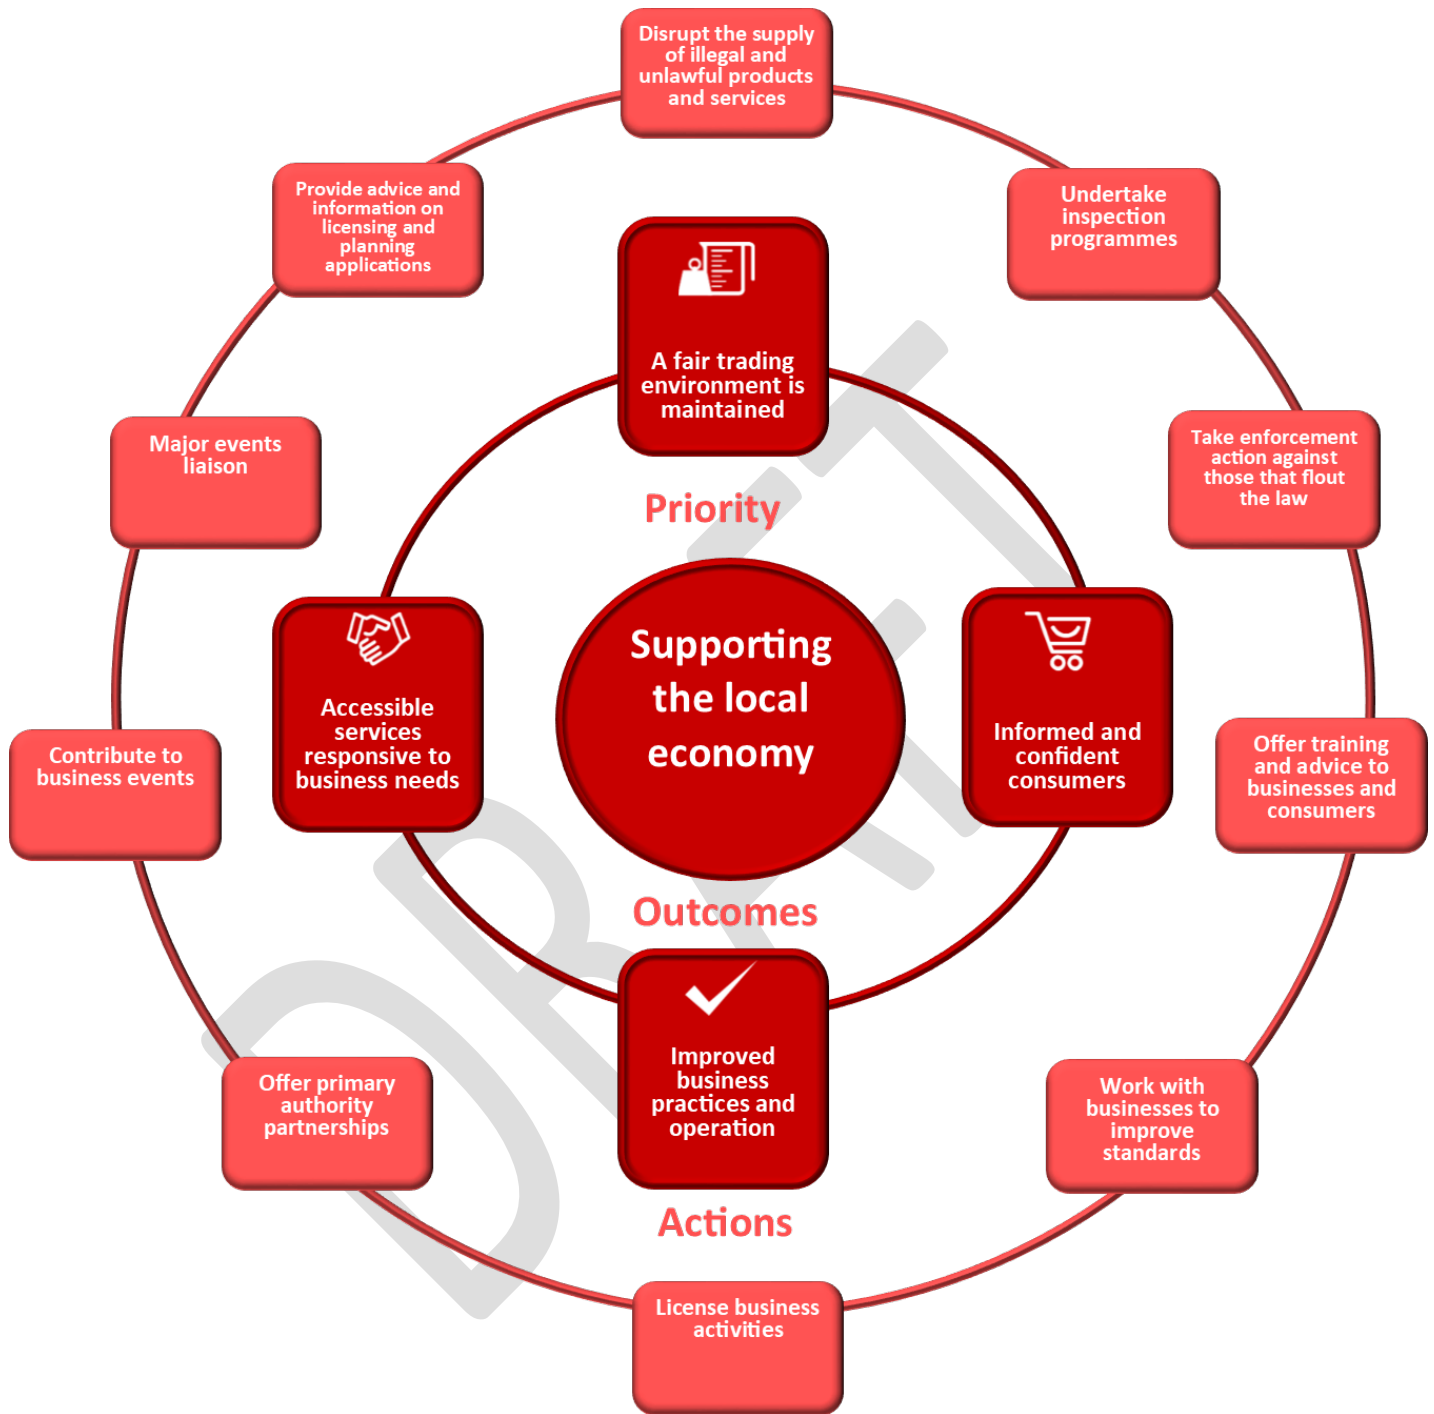 Disrupt the supply
of illegal and
unlawful products
and services
Provide advice and
information on
licensing and
planning
applications
Undertake
inspection
programmes
A fair trading
environment is
maintained
Major events
liaison
Take enforcement
action against
those that flout
the law
Priority
Supporting
the local
economy
Accessible
services
responsive to
business needs
Informed and
confident
consumers
Contribute to
business events
Offer training
and advice to
businesses and
consumers
Outcomes
Improved
business
practices and
operation
Offer primary
authority
partnerships
Work with
businesses to
improve
standards
Actions
License business
activities
DRAFT